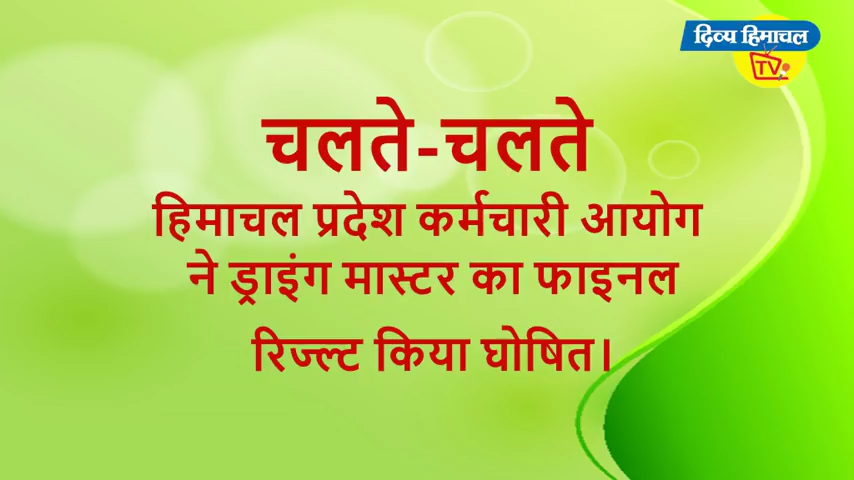 दिव्य हिमाचल
TV
चलते-चलते
हिमाचल प्रदेश कर्मचारी आयोग
ने ड्राइंग मास्टर का फाइनल
रिज्ल्ट किया घोषित।